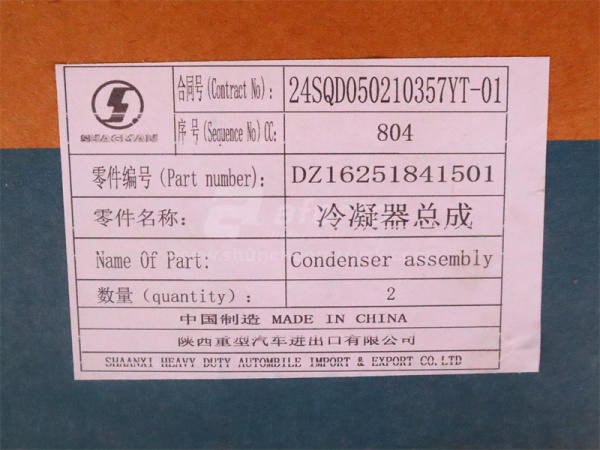 合同号(Contract No): 24SQD050210357YT-01
SHACMAN
序号(Sequence No)CC: 804
零件编号(Part number): DZ16251841501
零件名称: 冷凝器总成
Name Of Part: Condenser assembly
数量(quantity): 2
中国制造 MADE IN CHINA
陕西重型汽车进出口有限公司
SHAANXI HEAVY DUTY AUTOMBILE IMPORT & EXPORT CO.LTD